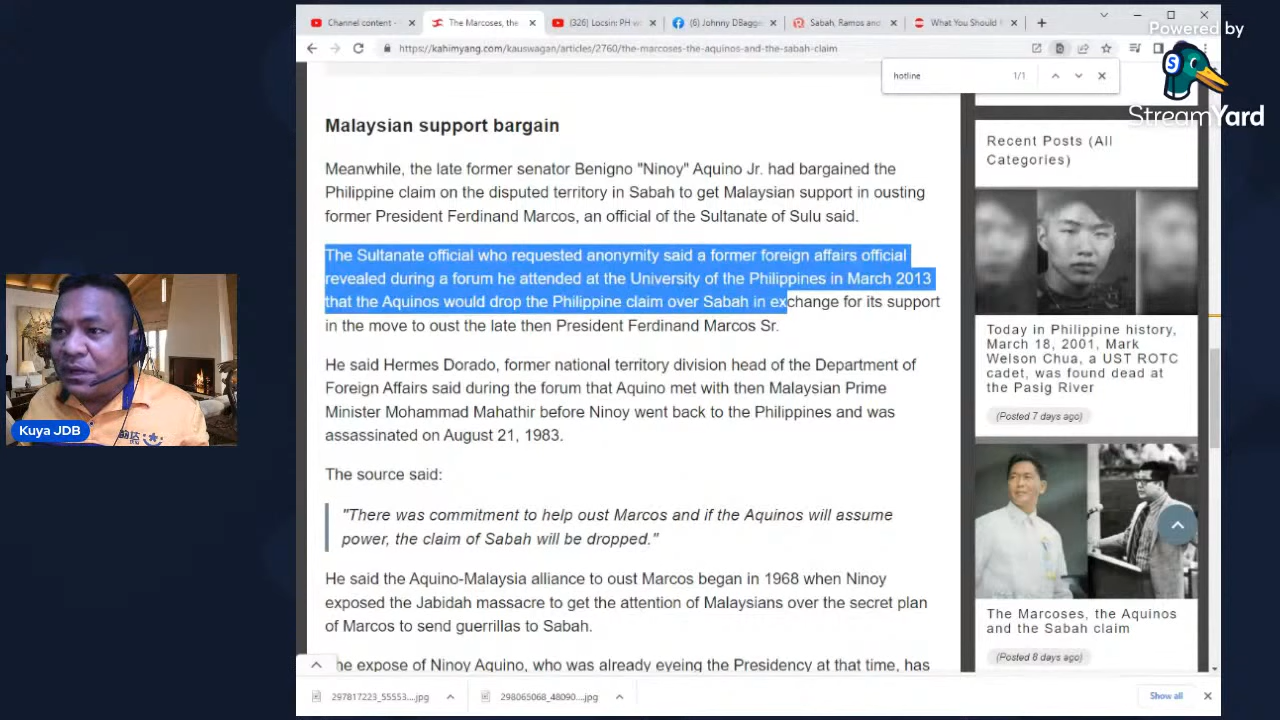 Channel content -
The Marcoses, the
(326) Locsin: PH w
(6) Johnny DBagge
Sabah, Ramos an
What You Should
Powered by
https://kahimyang.com/kauswagan/articles/2760/the-marcoses-the-aquinos-and-the-sabah-claim
hotline
1/1
S
StreamYard
Malaysian support bargain
Meanwhile, the late former senator Benigno "Ninoy" Aquino Jr. had bargained the
Philippine claim on the disputed territory in Sabah to get Malaysian support in ousting
former President Ferdinand Marcos, an official of the Sultanate of Sulu said.
The Sultanate official who requested anonymity said a former foreign affairs official
revealed during a forum he attended at the University of the Philippines in March 2013
that the Aquinos would drop the Philippine claim over Sabah in exchange for its support
in the move to oust the late then President Ferdinand Marcos Sr.
He said Hermes Dorado, former national territory division head of the Department of
Foreign Affairs said during the forum that Aquino met with then Malaysian Prime
Minister Mohammad Mahathir before Ninoy went back to the Philippines and was
assassinated on August 21, 1983.
The source said:
"There was commitment to help oust Marcos and if the Aquinos will assume
power, the claim of Sabah will be dropped."
He said the Aquino-Malaysia alliance to oust Marcos began in 1968 when Ninoy
exposed the Jabidah massacre to get the attention of Malaysians over the secret plan
of Marcos to send guerrillas to Sabah.
he expose of Ninoy Aquino, who was already eyeing the Presidency at that time, has
Recent Posts (All
Categories)
Today in Philippine history,
March 18, 2001, Mark
Welson Chua, a UST ROTC
cadet, was found dead at
the Pasig River
(Posted 7 days ago)
The Marcoses, the Aquinos
and the Sabah claim
(Posted 8 days ago)
Kuya JDB
297817223_55553....jpg
298065068_48090....jpg
Show all